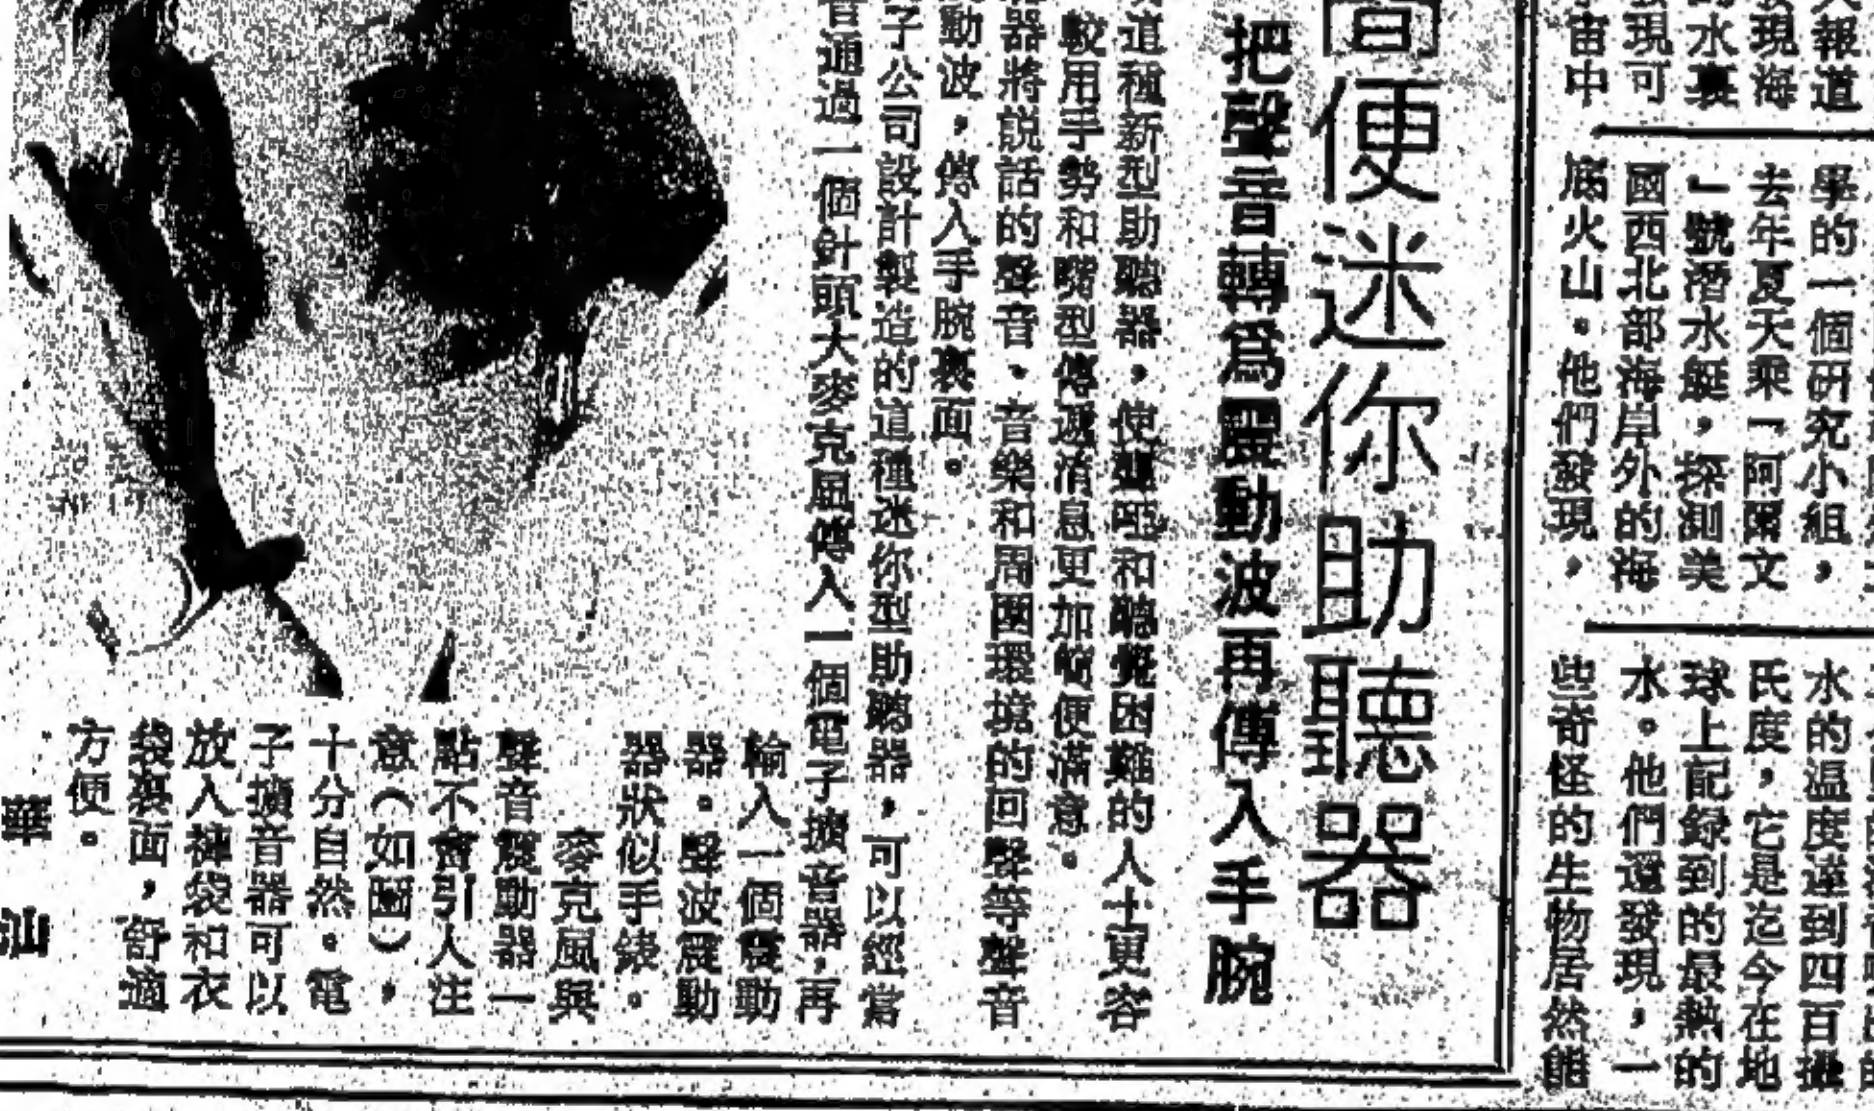 大報道
發現海
的水裏
發現可
宇宙中
學的一個研究小組，
去年夏天乘「阿爾文
」號潛水艇，探測美
國西北部海岸外的海
底火山。他們發現，
水的温度達到四百攝
氏度，它是迄今在地
球上記録到的最熱的
水。他們還發現，一
些奇怪的生物居然能
簡便迷你助聽器
把聲音轉爲震動波再傳入手腕
這種新型助聽器，使聾啞和聽覺困難的人士更容
較用手勢和嘴型傳遞消息更加簡便滿意。
器將説話的聲音、音樂和周圍環境的回聲等聲音
動波，傳入手腕裏面。
子公司設計製造的這種迷你型助聽器，可以經常
音通過一個針頭大麥克風傳入一個電子擴音器，再
輸入一個震動
器。聲波震動
器狀似手錶。
麥克風與
聲音震動器一
點不會引人注
意（如圖），
十分自然。電
子擴音器可以
放入褲袋和衣
袋裏面，舒適
方便。
華 汕